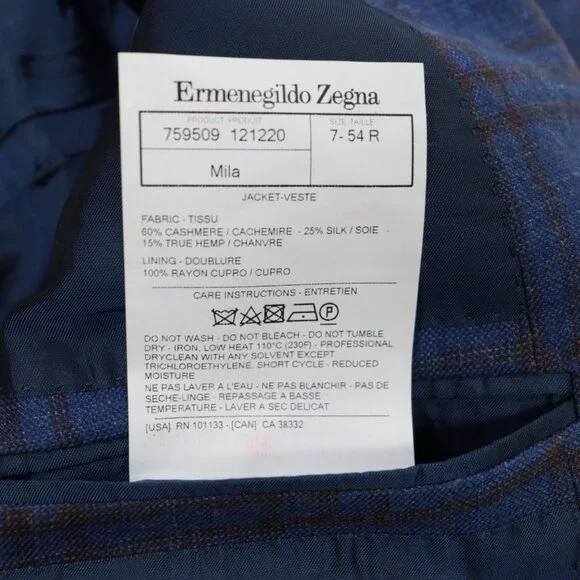 Ermenegildo Zegna
PRODUCT PRODUIT
SIZE TAILLE
759509 121220
7- 54 R
Mila
JACKET-VESTE
FABRIC - TISSU
60% CASHMERE / CACHEMIRE - 25% SILK / SOIE -
15% TRUE HEMP / CHANVRE
LINING - DOUBLURE
100% RAYON CUPRO / CUPRO
CARE INSTRUCTIONS - ENTRETIEN
P
DO NOT WASH - DO NOT BLEACH - DO NOT TUMBLE
DRY - IRON, LOW HEAT 110°C (230F) - PROFESSIONAL
DRYCLEAN WITH ANY SOLVENT EXCEPT
TRICHLOROETHYLENE, SHORT CYCLE - REDUCED
MOISTURE
NE PAS LAVER A L'EAU - NE PAS BLANCHIR - PAS DE
SECHE-LINGE - REPASSAGE A BASSE
TEMPERATURE - LAVER A SEC DELICAT
[USA]. RN 101133 - [CAN] CA 38332